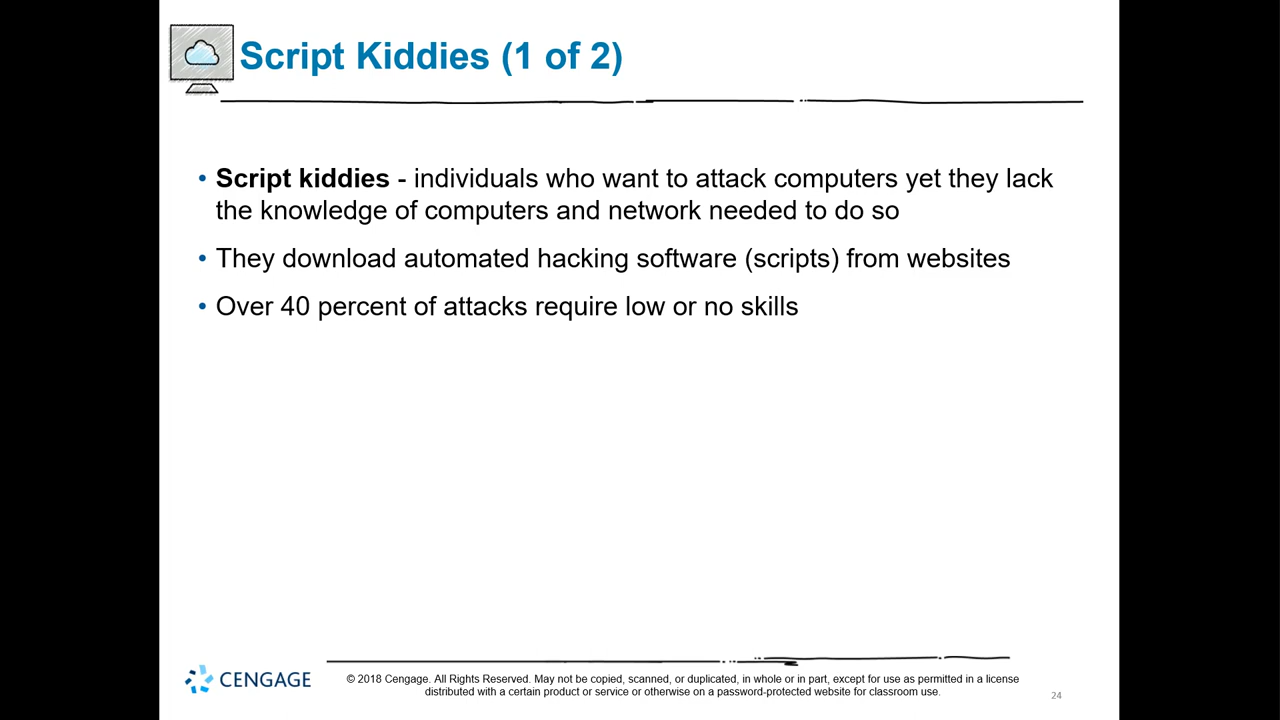 Script Kiddies (1 of 2)
• Script kiddies - individuals who want to attack computers yet they lack
the knowledge of computers and network needed to do so
• They download automated hacking software (scripts) from websites
• Over 40 percent of attacks require low or no skills
CENGAGE
© 2018 Cengage. All Rights Reserved. May not be copied, scanned, or duplicated, in whole or in part, except for use as permitted in a license
distributed with a certain product or service or otherwise on a password-protected website for classroom use.
24